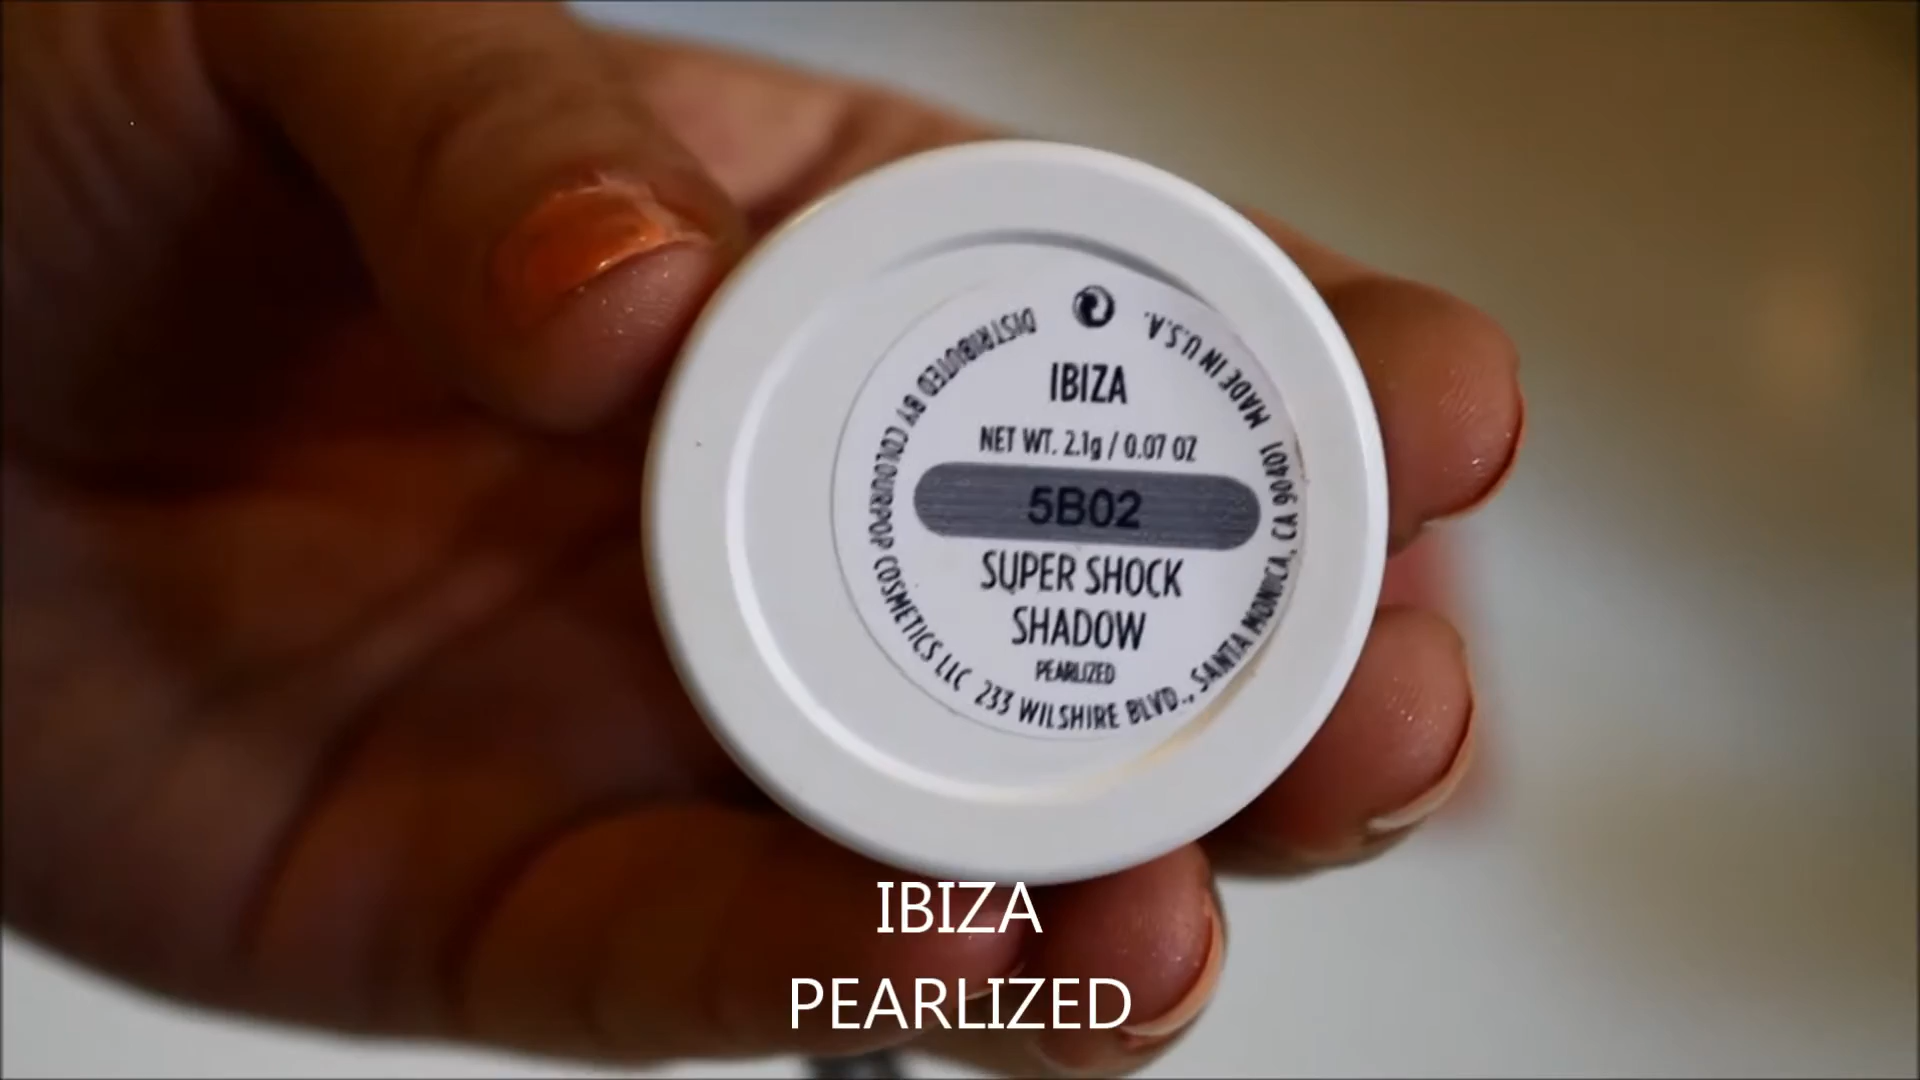 IBIZA
NET WT. 2.1g / 0.07 OZ
5B02
SUPER SHOCK
SHADOW
PEARLIZED
DISTRIBUTED BY COLOURPOP COSMETICS LLC 233 WILSHIRE BLVD., SANTA MONICA, CA 90401 MADE IN U.S.A.
IBIZA
PEARLIZED